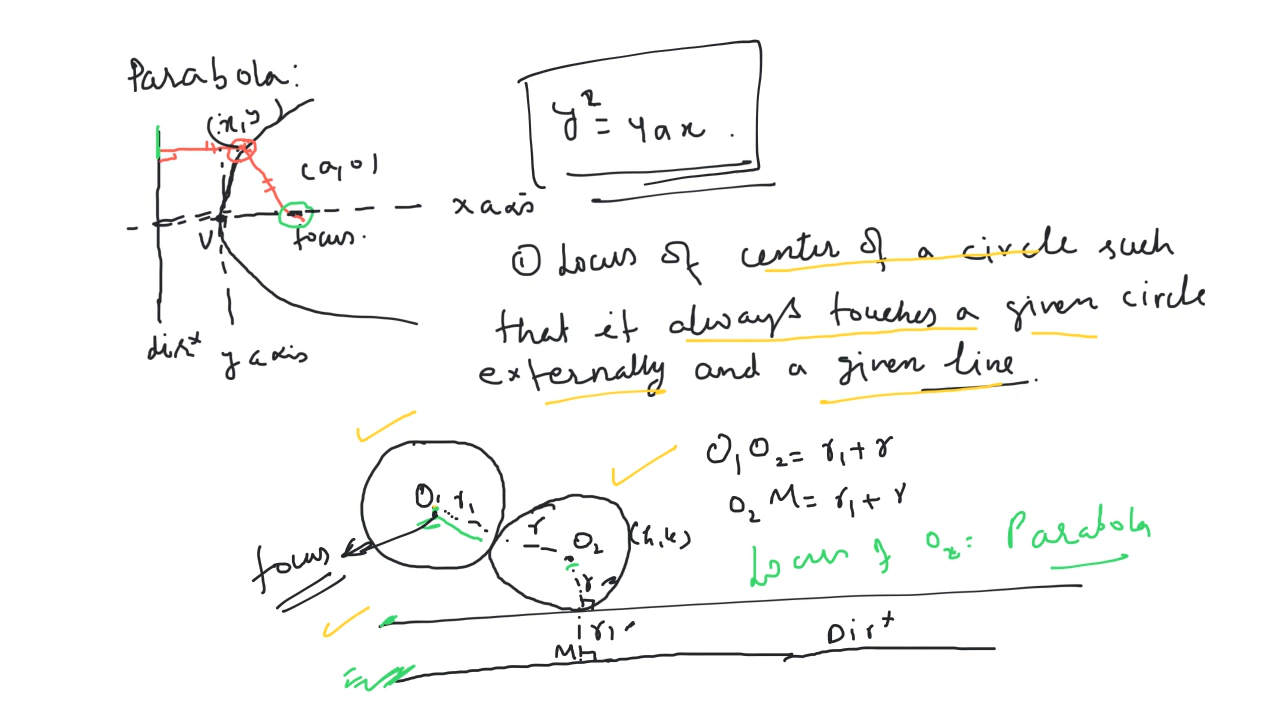 Parabola:
(x,y)
(a,0)
x axis
V
focus.
dirx
y axis
y² = 4ax.
① Locus of center of a circle such
that it always touches a given circle
externally and a given line.
O₁ r₁
r
O₂
(h,k)
r
focus
r₁
M
Dirx
O₁O₂ = r₁ + r
O₂M = r₁ + r
Locus of O₂ = Parabola